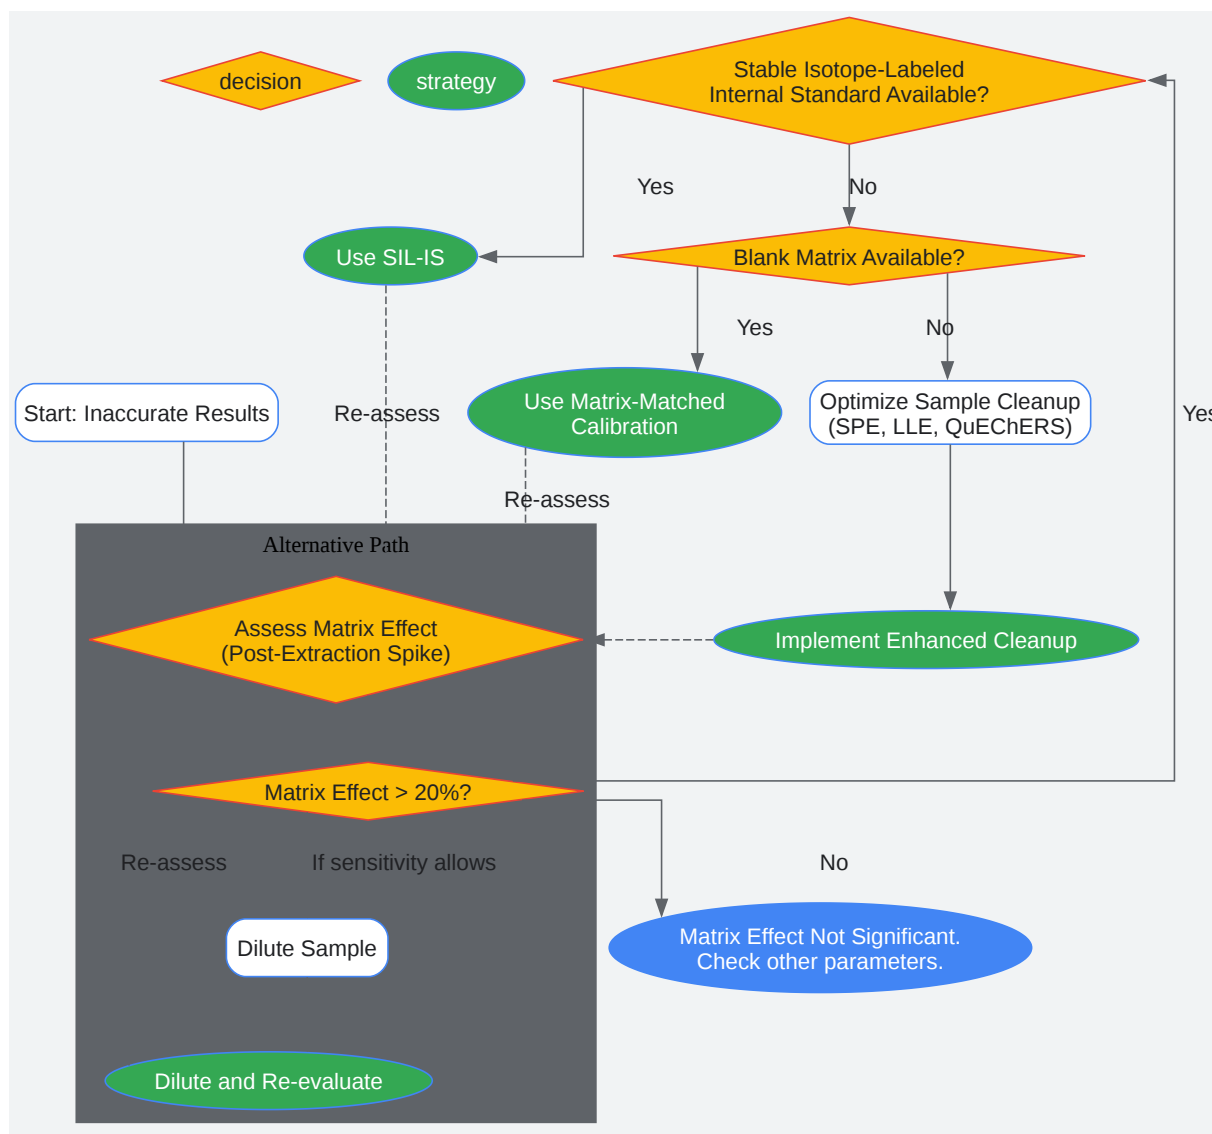 decision
strategy
Stable Isotope-Labeled
Internal Standard Available?
Yes
No
Use SIL-IS
Blank Matrix Available?
Yes
No
Start: Inaccurate Results
Re-assess
Use Matrix-Matched
Calibration
Optimize Sample Cleanup
(SPE, LLE, QuEChERS)
Yes
Re-assess
Alternative Path
Assess Matrix Effect
(Post-Extraction Spike)
Implement Enhanced Cleanup
Matrix Effect > 20%?
Re-assess
If sensitivity allows
No
Dilute Sample
Matrix Effect Not Significant.
Check other parameters.
Dilute and Re-evaluate